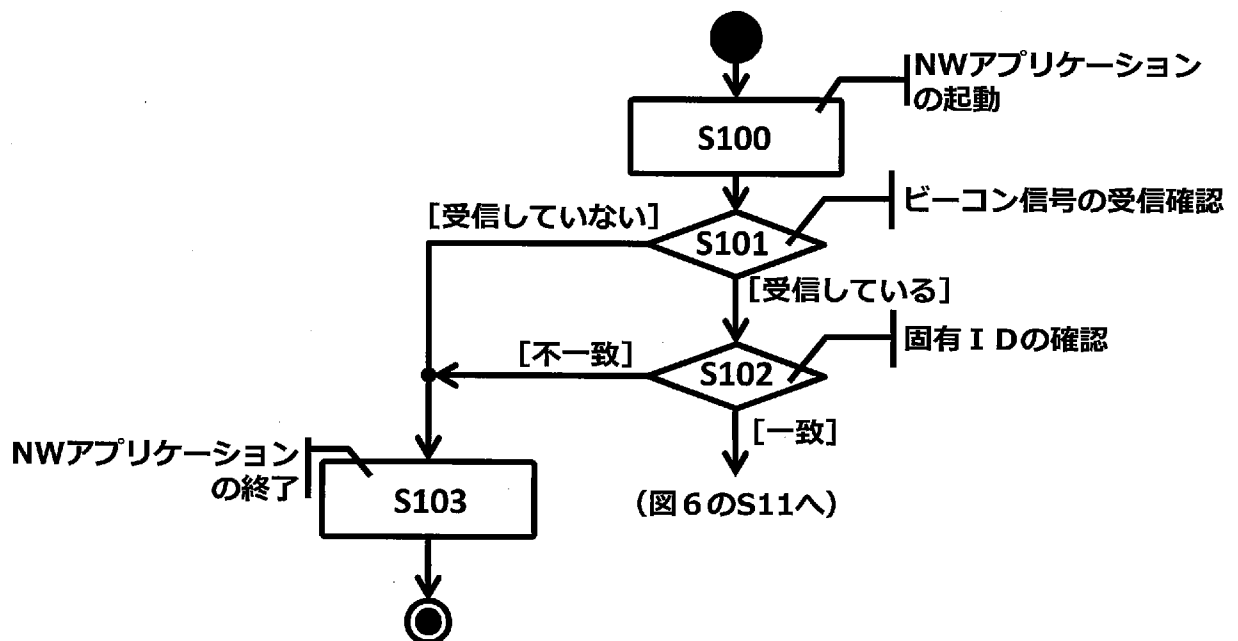 NWアプリケーション
の起動
S100
ビーコン信号の受信確認
[受信していない]
S101
[受信している]
固有ＩＤの確認
[不一致]
S102
[一致]
NWアプリケーション
の終了
S103
(図６のS11へ)